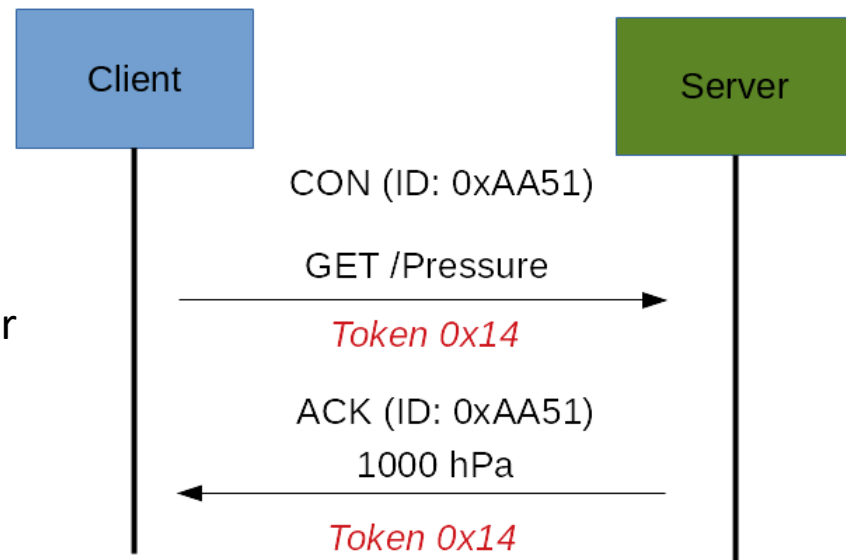 Client
Server
CON (ID: 0xAA51)
GET /Pressure
r
Token 0x14
ACK (ID: 0xAA51)
1000 hPa
Token 0x14